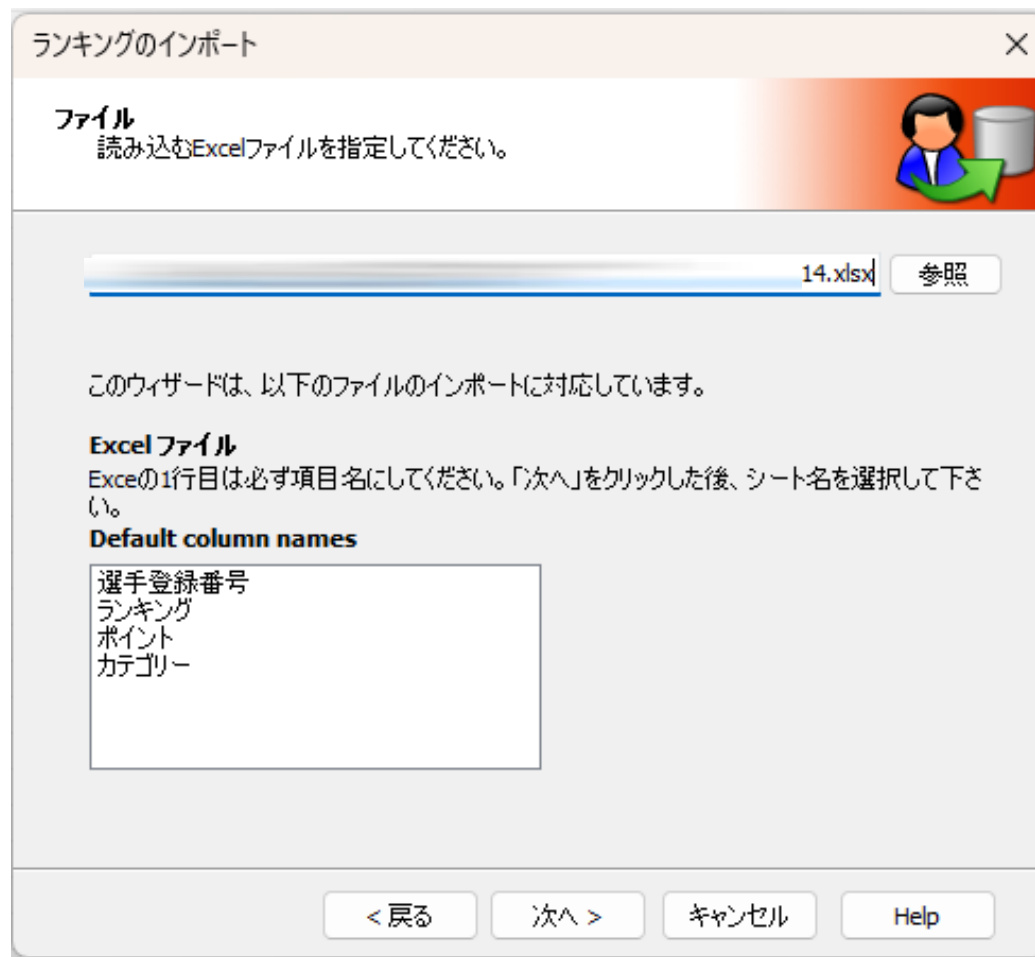 ランキングのインポート
ファイル
読み込むExcelファイルを指定してください。
14.xlsx
参照
このウィザードは、以下のファイルのインポートに対応しています。
Excel ファイル
Exceの1行目は必ず項目名にしてください。「次へ」をクリックした後、シート名を選択して下さ
い。
Default column names
選手登録番号
ランキング
ポイント
カテゴリー
< 戻る
次へ >
キャンセル
Help